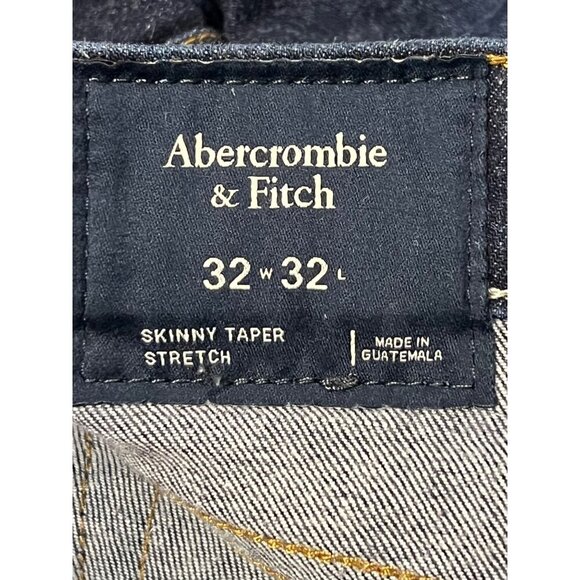 Abercrombie
& Fitch
32 W 32 L
SKINNY TAPER
STRETCH
MADE IN
GUATEMALA